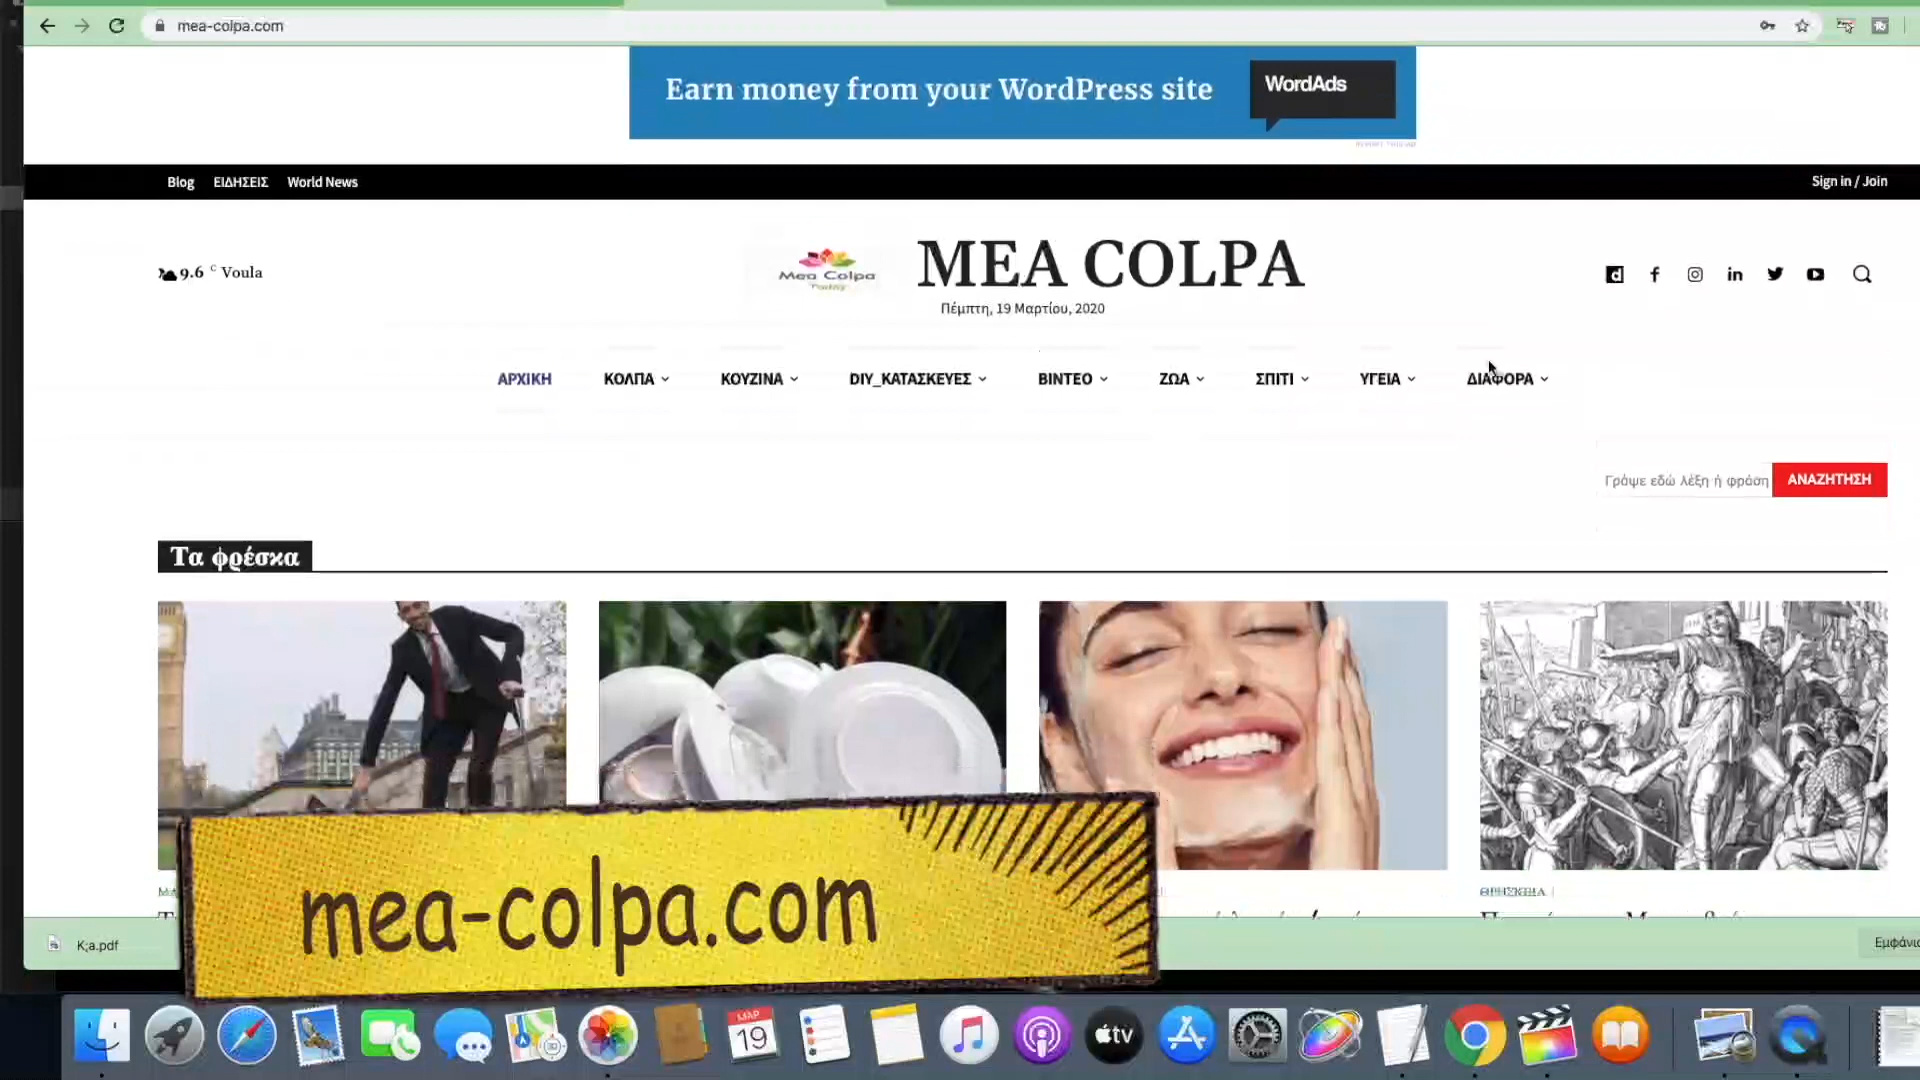 mea-colpa.com
Earn money from your WordPress site
WordAds
Blog ΕΙΔΗΣΕΙΣ World News
Sign in / Join
9.6 C Voula
Mea Colpa
MEA COLPA
Πέμπτη, 19 Μαρτίου, 2020
ΑΡΧΙΚΗ ΚΟΛΠΑ ΚΟΥΖΙΝΑ DIY_ΚΑΤΑΣΚΕΥΕΣ ΒΙΝΤΕΟ ΖΩΑ ΣΠΙΤΙ ΥΓΕΙΑ ΔΙΑΦΟΡΑ
Γράψε εδώ λέξη ή φράση ΑΝΑΖΗΤΗΣΗ
Τα φρέσκα
ΘΡΗΣΚΕΙΑ
mea-colpa.com
K;a.pdf
ΜΑΡ
19
tv